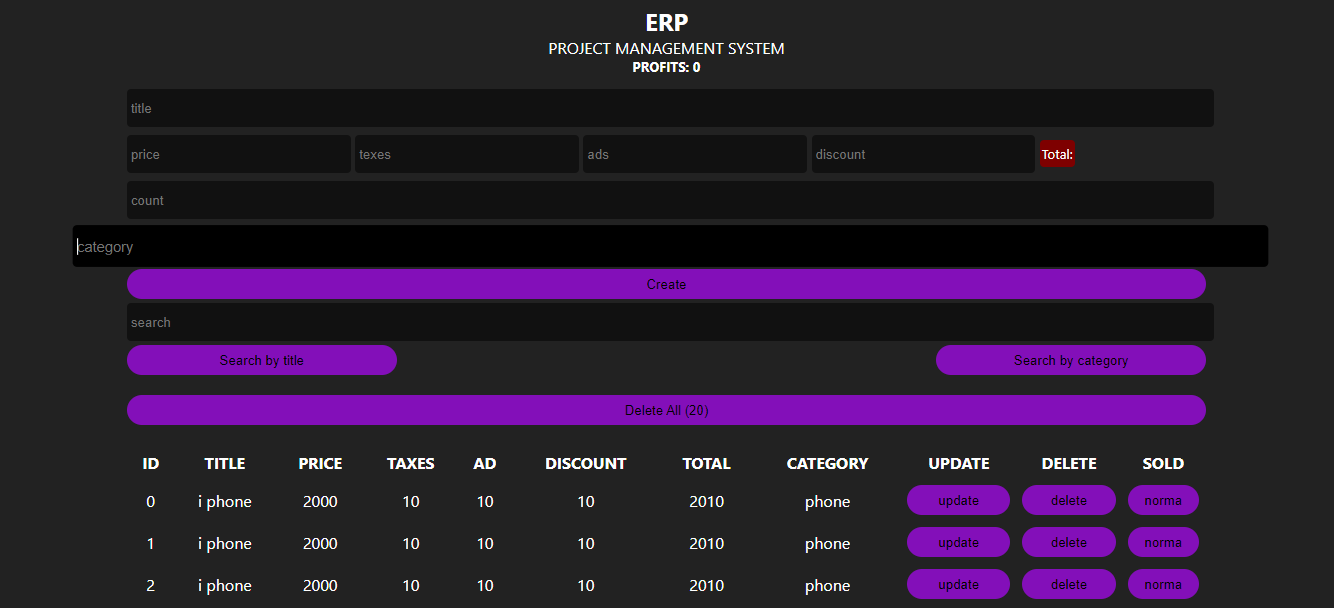 ERP
PROJECT MANAGEMENT SYSTEM
PROFITS: 0
title
price texes ads discount Total:
count
category
Create
search
Search by title Search by category
Delete All (20)
ID TITLE PRICE TAXES AD DISCOUNT TOTAL CATEGORY UPDATE DELETE SOLD
0 i phone 2000 10 10 10 2010 phone update delete norma
1 i phone 2000 10 10 10 2010 phone update delete norma
2 i phone 2000 10 10 10 2010 phone update delete norma